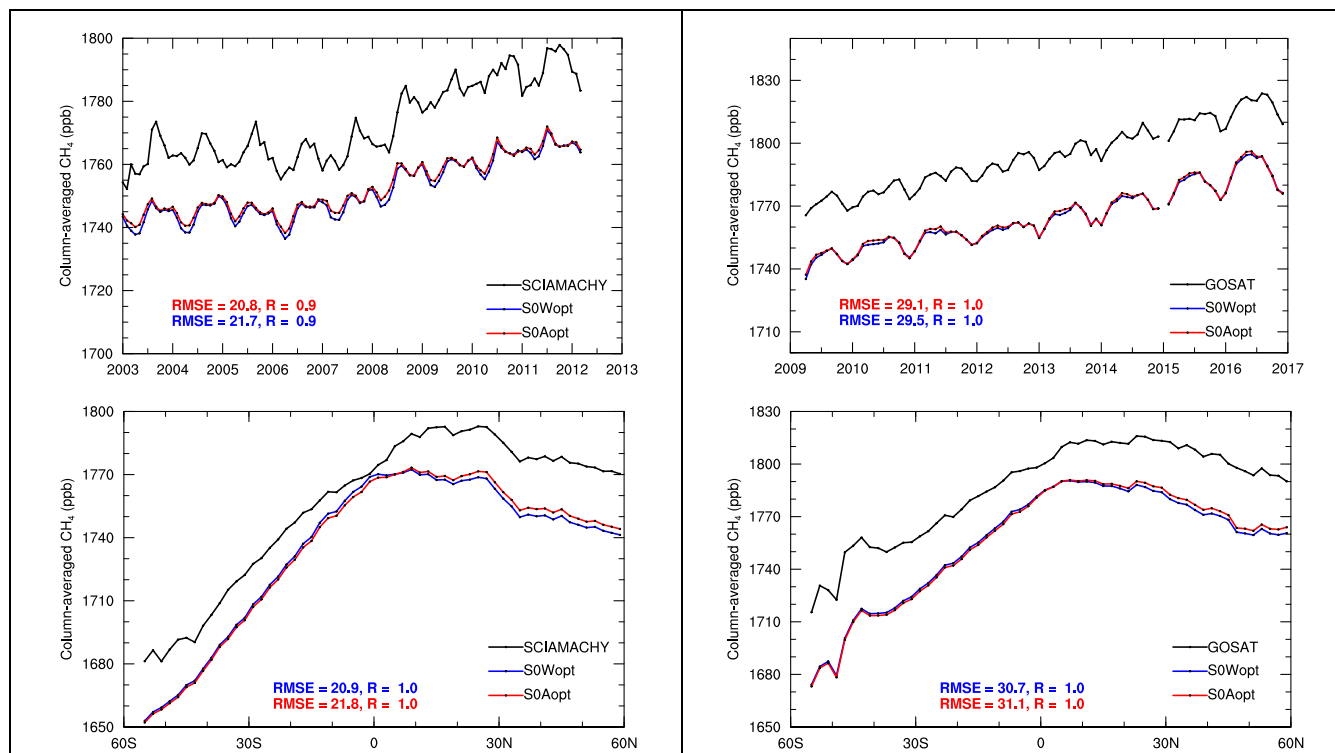 1800
1780
1760
1740
1720
1700
Column-averaged CH₄ (ppb)
SCIAMACHY
S0Wopt
S0Aopt
RMSE = 20.8, R = 0.9
RMSE = 21.7, R = 0.9
2003 2004 2005 2006 2007 2008 2009 2010 2011 2012 2013
1830
1800
1770
1740
1710
Column-averaged CH₄ (ppb)
GOSAT
S0Wopt
S0Aopt
RMSE = 29.1, R = 1.0
RMSE = 29.5, R = 1.0
2009 2010 2011 2012 2013 2014 2015 2016 2017
1800
1770
1740
1710
1680
1650
Column-averaged CH₄ (ppb)
SCIAMACHY
S0Wopt
S0Aopt
RMSE = 20.9, R = 1.0
RMSE = 21.8, R = 1.0
60S 30S 0 30N 60N
1830
1800
1770
1740
1710
1680
1650
Column-averaged CH₄ (ppb)
GOSAT
S0Wopt
S0Aopt
RMSE = 30.7, R = 1.0
RMSE = 31.1, R = 1.0
60S 30S 0 30N 60N